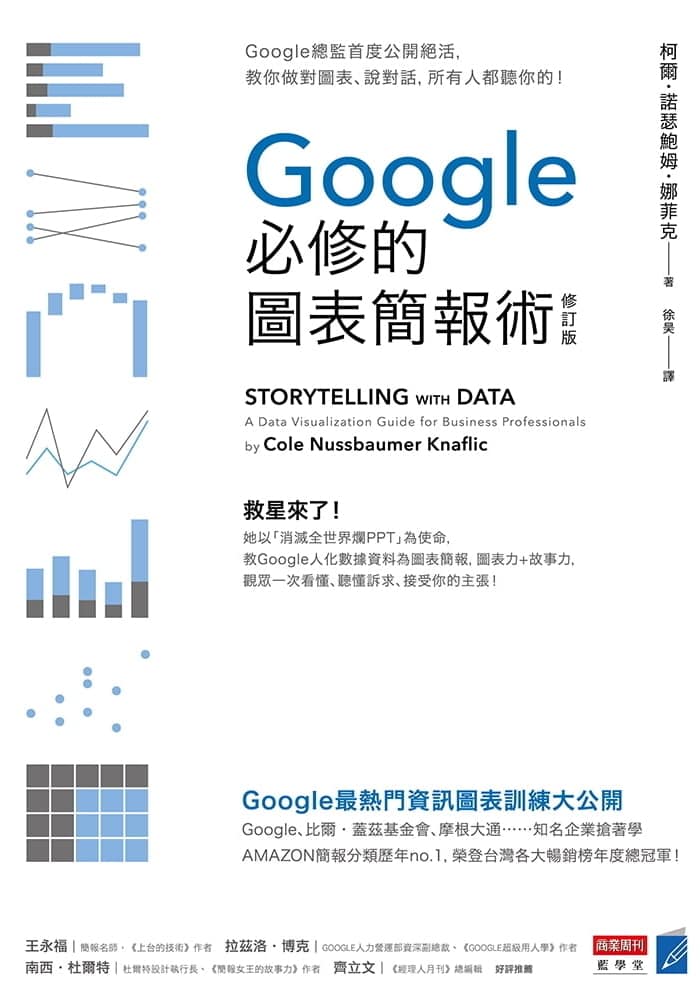 Google總監首度公開絕活,
教你做對圖表、說對話, 所有人都聽你的!
柯爾・諾瑟鮑姆・娜菲克——著 徐昊——譯
Google
必修的
圖表簡報術 修訂版
STORYTELLING WITH DATA
A Data Visualization Guide for Business Professionals
by Cole Nussbaumer Knaflic
救星來了!
她以「消滅全世界爛PPT」為使命,
教Google人化數據資料為圖表簡報, 圖表力+故事力,
觀眾一次看懂、聽懂訴求、接受你的主張!
Google最熱門資訊圖表訓練大公開
Google、比爾・蓋茲基金會、摩根大通……知名企業搶著學
AMAZON簡報分類歷年no.1, 榮登台灣各大暢銷榜年度總冠軍!
王永福|簡報名師,《上台的技術》作者 拉茲洛・博克|GOOGLE人力營運部資深副總裁、《GOOGLE超級用人學》作者
南西・杜爾特|杜爾特設計執行長、《簡報女王的故事力》作者 齊立文|《經理人月刊》總編輯 好評推薦
商業周刊
藍學堂